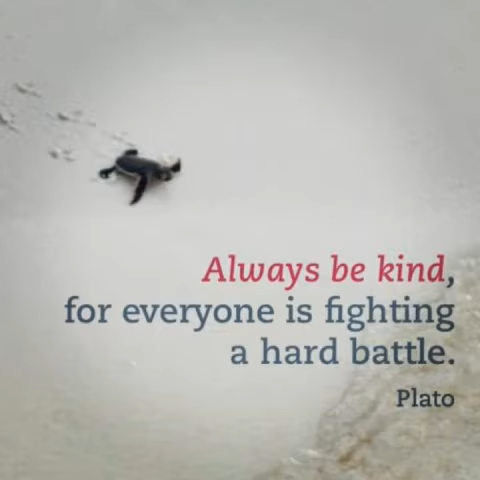 Always be kind,
for everyone is fighting
a hard battle.
Plato